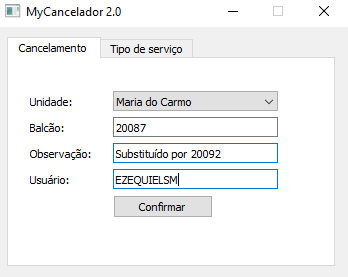 MyCancelador 2.0
Cancelamento Tipo de serviço
Unidade: Maria do Carmo
Balcão: 20087
Observação: Substituído por 20092
Usuário: EZEQUIELSM
Confirmar